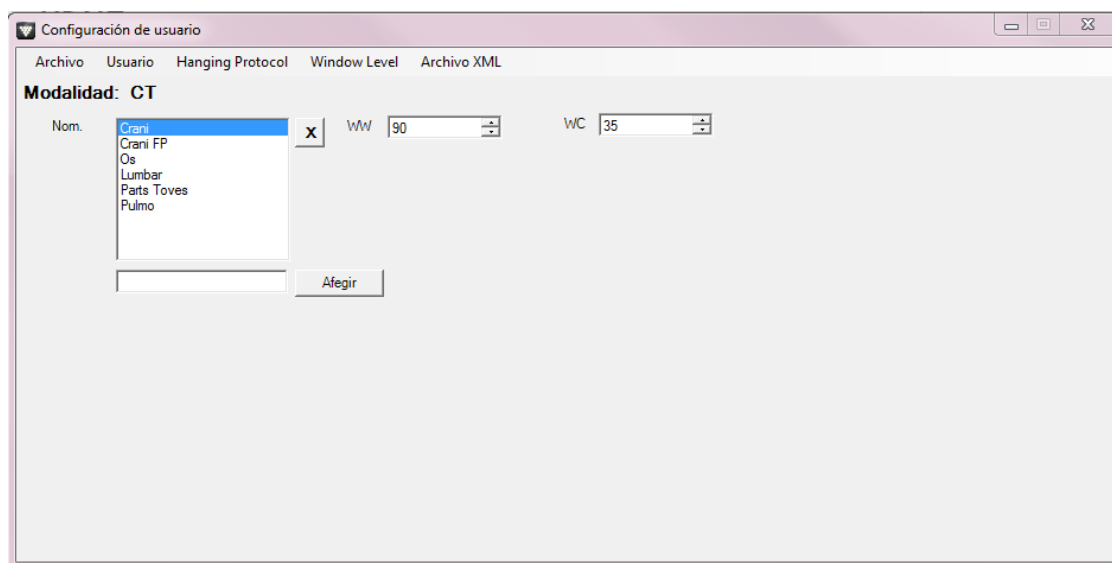 Configuración de usuario
Archivo Usuario Hanging Protocol Window Level Archivo XML
Modalidad: CT
Nom. Crani X WW 90 WC 35
Crani FP
Os
Lumbar
Parts Toves
Pulmo
Afegir